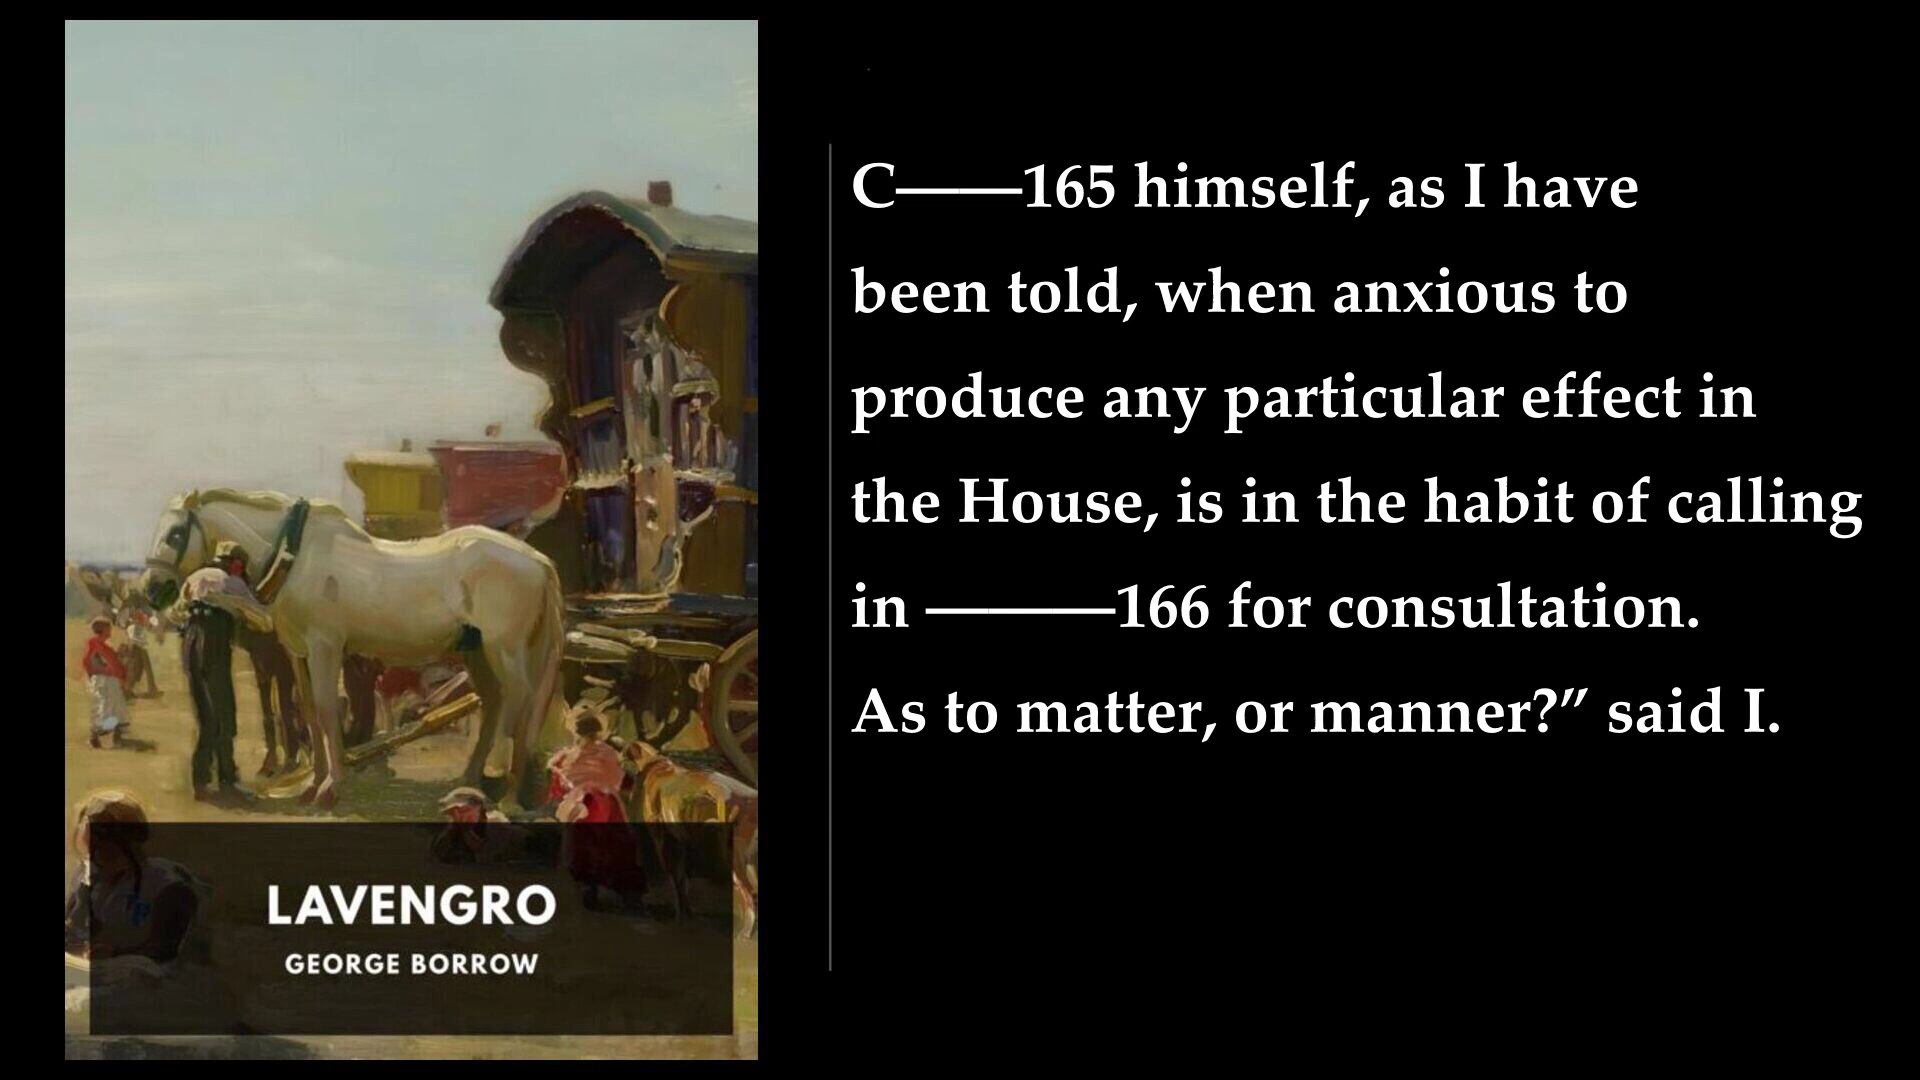 LAVENGRO
GEORGE BORROW
C——165 himself, as I have
been told, when anxious to
produce any particular effect in
the House, is in the habit of calling
in ———166 for consultation.
As to matter, or manner?” said I.